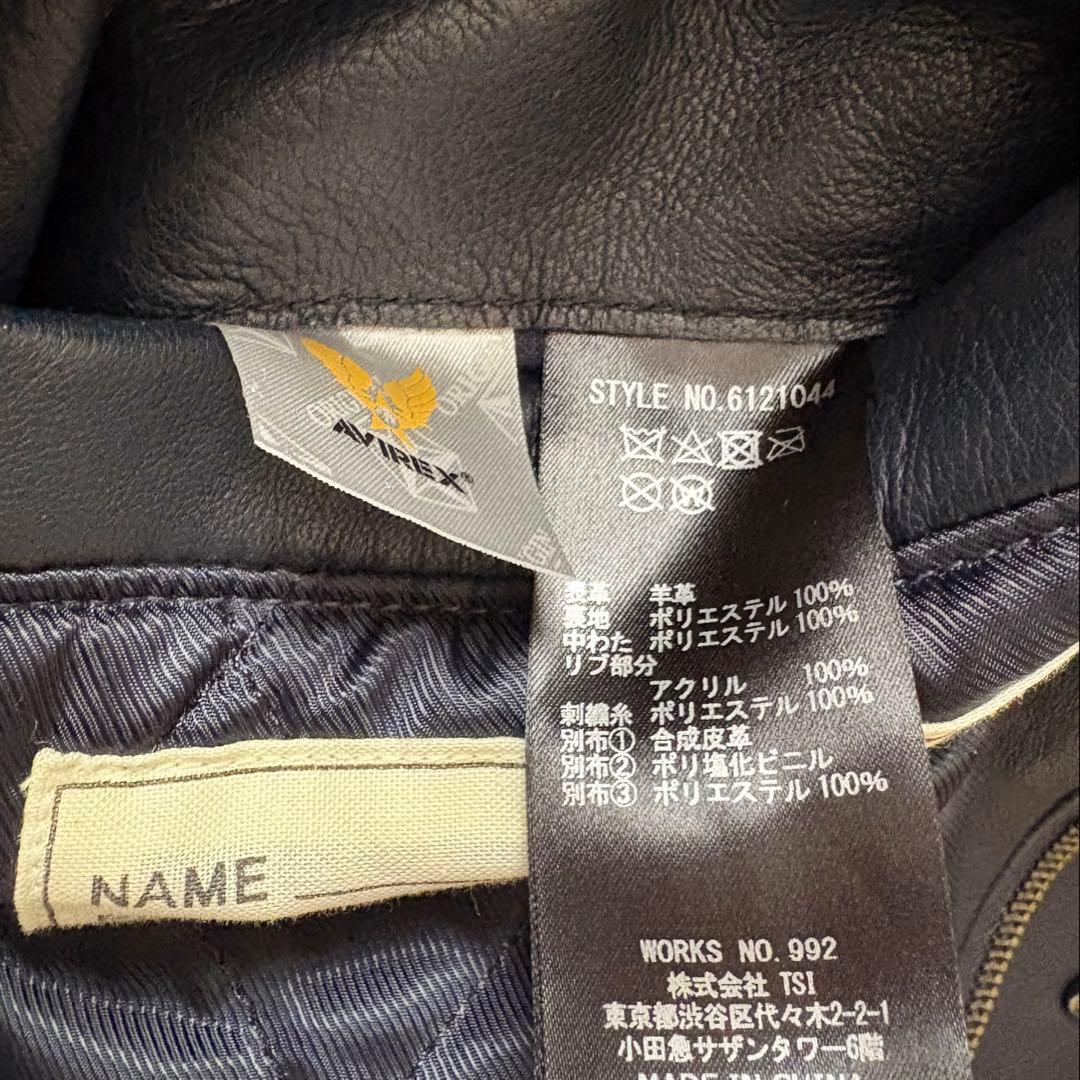 AVIREX®
STYLE NO.6121044
表革 羊革
裏地 ポリエステル 100%
中わた ポリエステル 100%
リブ部分
アクリル 100%
刺繍糸 ポリエステル 100%
別布① 合成皮革
別布② ポリ塩化ビニル
別布③ ポリエステル 100%
NAME
WORKS NO.992
株式会社 TSI
東京都渋谷区代々木2-2-1
小田急サザンタワー6階
MADE IN CHINA